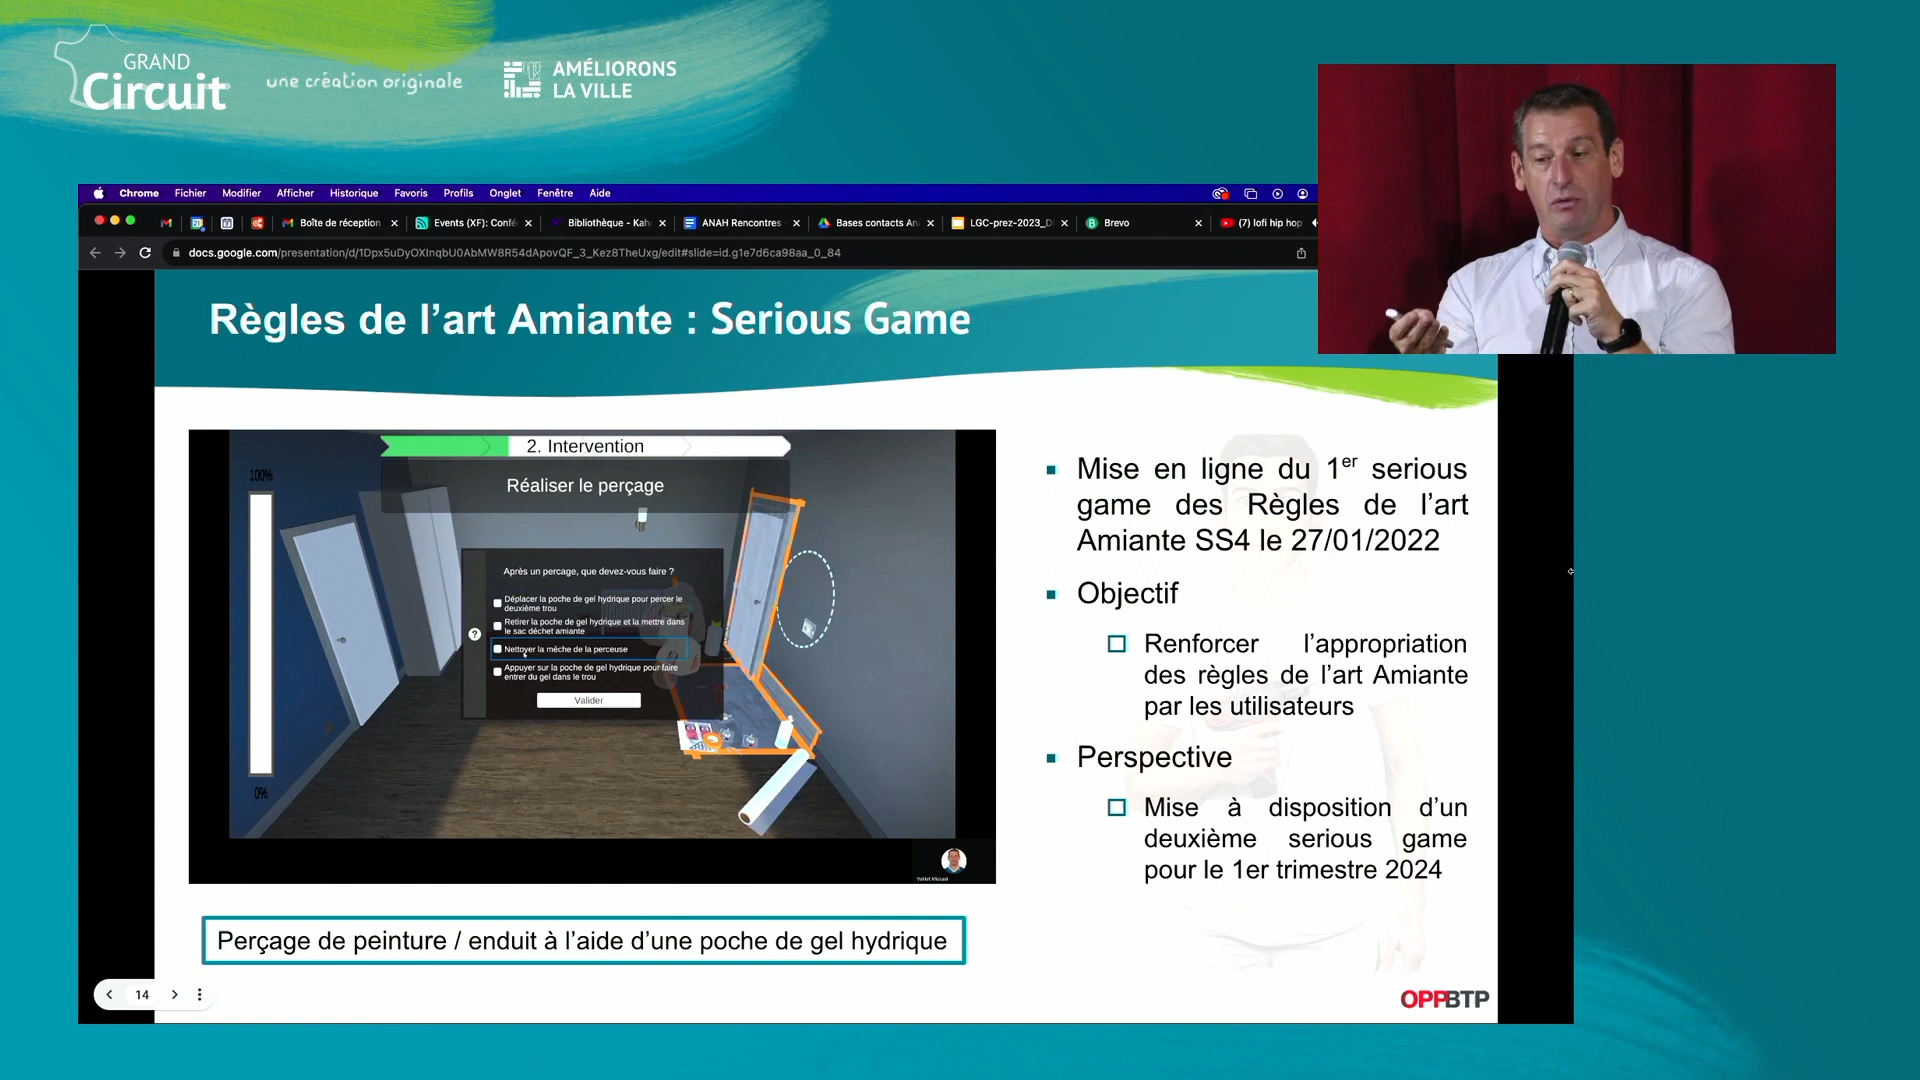 GRAND
Circuit
une création originale
AMÉLIORONS
LA VILLE
Chrome Fichier Modifier Afficher Historique Favoris Profils Onglet Fenêtre Aide
Boîte de réception Events (XF): Confé Bibliothèque - Kah ANAH Rencontres Bases contacts An LGC-prez-2023_D Brevo (7) lofi hip hop
docs.google.com/presentation/d/1Dpx5uDyOXInqbU0AbMW8R54dApovQF_3_Kez8TheUxg/edit#slide=id.g1e7d6ca98aa_0_84
Règles de l'art Amiante : Serious Game
2. Intervention
Réaliser le perçage
100%
Après un percage, que devez-vous faire ?
Déplacer la poche de gel hydrique pour percer le
deuxième trou
Retirer la poche de gel hydrique et la mettre dans
le sac déchet amiante
?
Nettoyer la mèche de la perceuse
Appuyer sur la poche de gel hydrique pour faire
entrer du gel dans le trou
Valider
0%
Perçage de peinture / enduit à l'aide d'une poche de gel hydrique
Mise en ligne du 1er serious
game des Règles de l'art
Amiante SS4 le 27/01/2022
Objectif
Renforcer l'appropriation
des règles de l'art Amiante
par les utilisateurs
Perspective
Mise à disposition d'un
deuxième serious game
pour le 1er trimestre 2024
14
OPPBTP